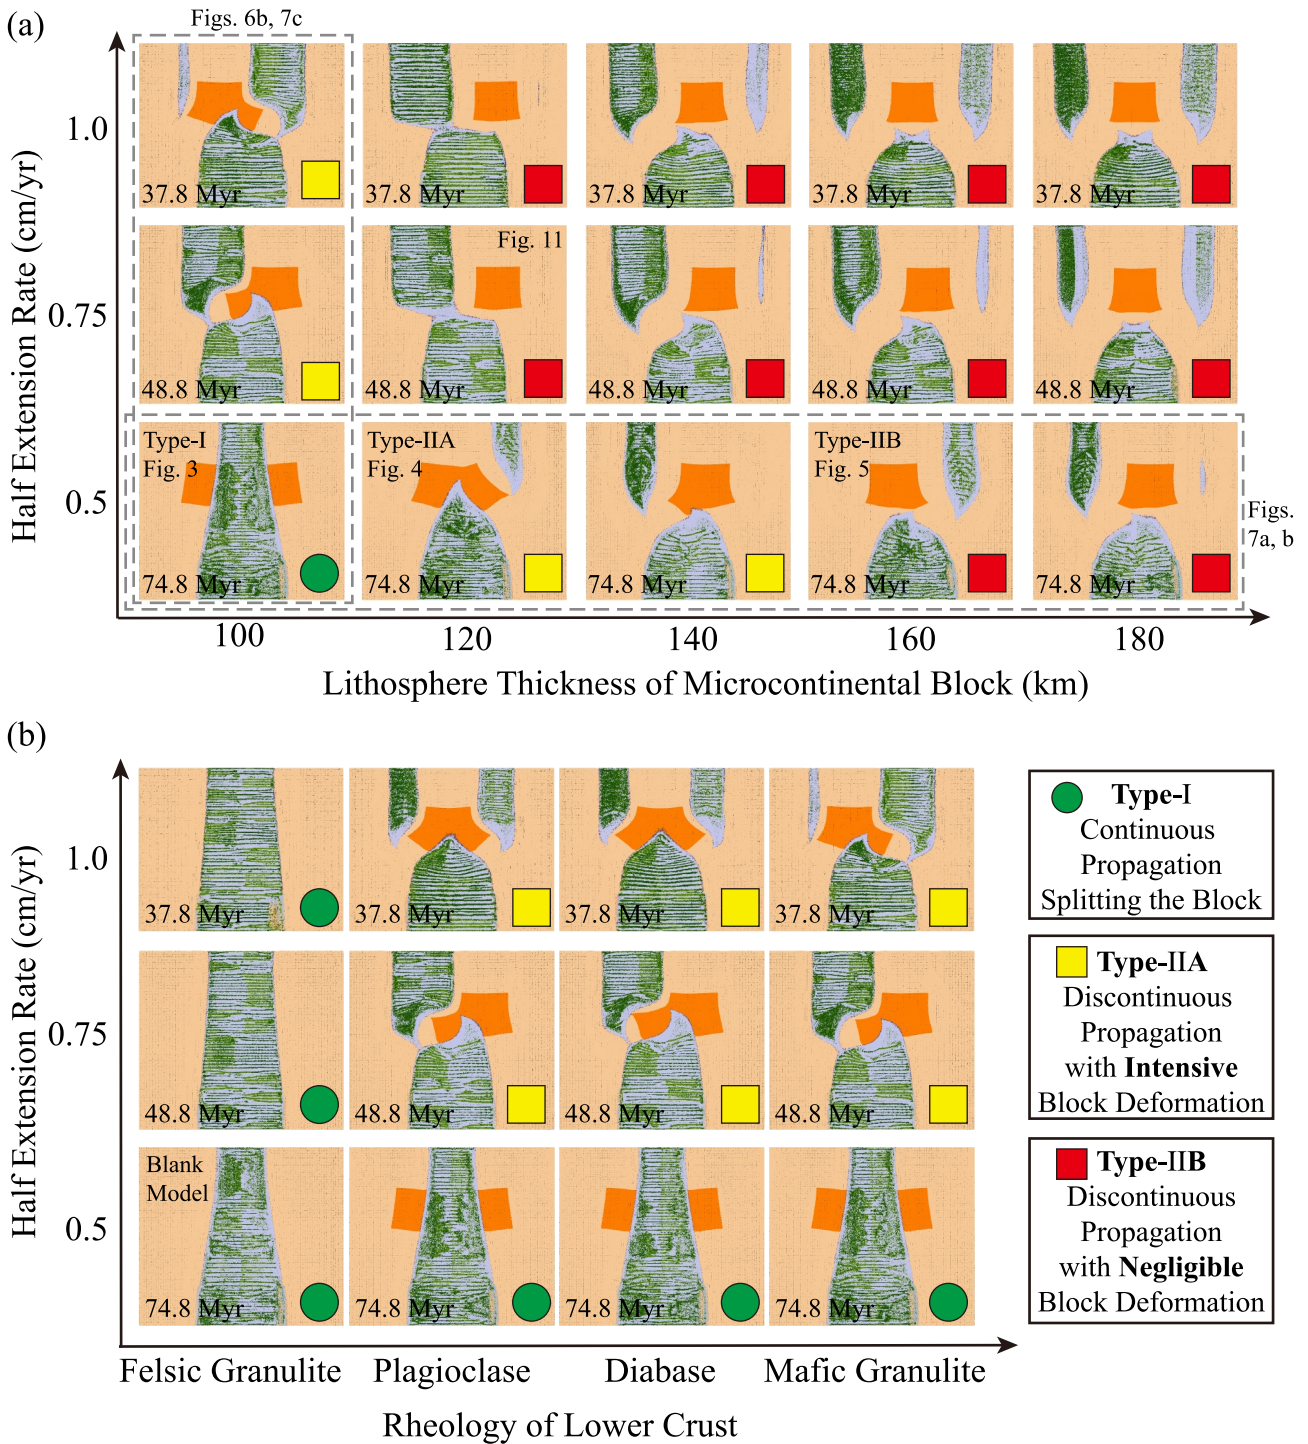 (a)
Figs. 6b, 7c
Half Extension Rate (cm/yr)
1.0
37.8 Myr
37.8 Myr
37.8 Myr
37.8 Myr
37.8 Myr
0.75
Fig. 11
48.8 Myr
48.8 Myr
48.8 Myr
48.8 Myr
48.8 Myr
0.5
Type-I
Fig. 3
Type-IIA
Fig. 4
Type-IIB
Fig. 5
Figs.
7a, b
74.8 Myr
74.8 Myr
74.8 Myr
74.8 Myr
74.8 Myr
100
120
140
160
180
Lithosphere Thickness of Microcontinental Block (km)
(b)
Half Extension Rate (cm/yr)
1.0
37.8 Myr
37.8 Myr
37.8 Myr
37.8 Myr
0.75
48.8 Myr
48.8 Myr
48.8 Myr
48.8 Myr
0.5
Blank
Model
74.8 Myr
74.8 Myr
74.8 Myr
74.8 Myr
Felsic Granulite
Plagioclase
Diabase
Mafic Granulite
Rheology of Lower Crust
Type-I
Continuous
Propagation
Splitting the Block
Type-IIA
Discontinuous
Propagation
with Intensive
Block Deformation
Type-IIB
Discontinuous
Propagation
with Negligible
Block Deformation